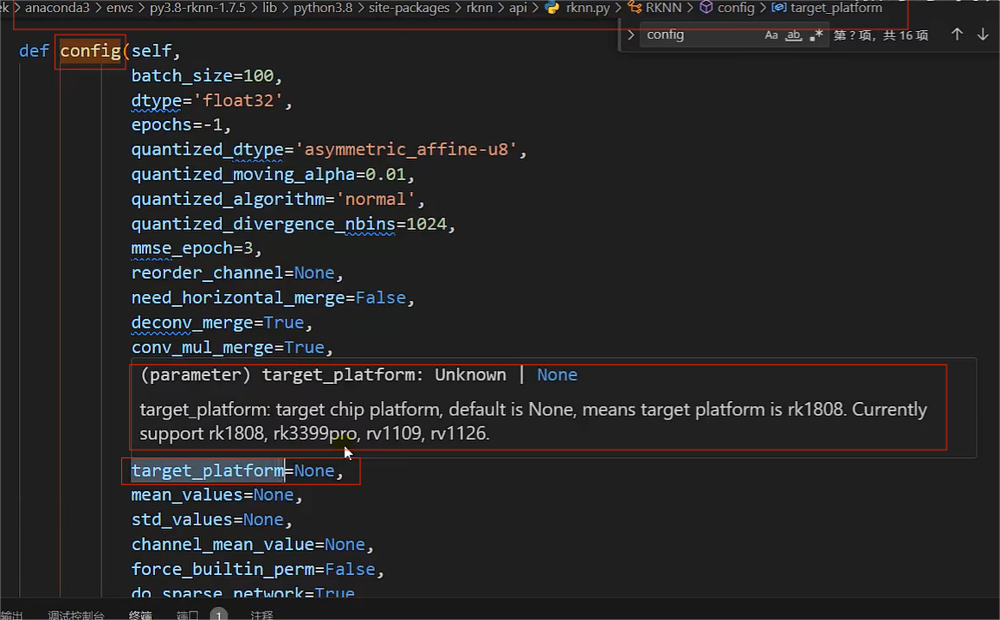 ek > anaconda3 > envs > py3.8-rknn-1.7.5 > lib > python3.8 > site-packages > rknn > api > rknn.py > RKNN > config > target_platform
config Aa ab .* 第 ? 项，共 16 项
def config(self,
batch_size=100,
dtype='float32',
epochs=-1,
quantized_dtype='asymmetric_affine-u8',
quantized_moving_alpha=0.01,
quantized_algorithm='normal',
quantized_divergence_nbins=1024,
mmse_epoch=3,
reorder_channel=None,
need_horizontal_merge=False,
deconv_merge=True,
conv_mul_merge=True,
(parameter) target_platform: Unknown | None
target_platform: target chip platform, default is None, means target platform is rk1808. Currently
support rk1808, rk3399pro, rv1109, rv1126.
target_platform=None,
mean_values=None,
std_values=None,
channel_mean_value=None,
force_builtin_perm=False,
do_sparse_network=True
输出 调试控制台 终端 端口 1 注释